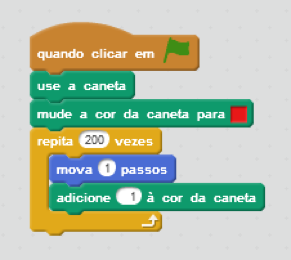 quando clicar em
use a caneta
mude a cor da caneta para
repita 200 vezes
mova 1 passos
adicione 1 à cor da caneta